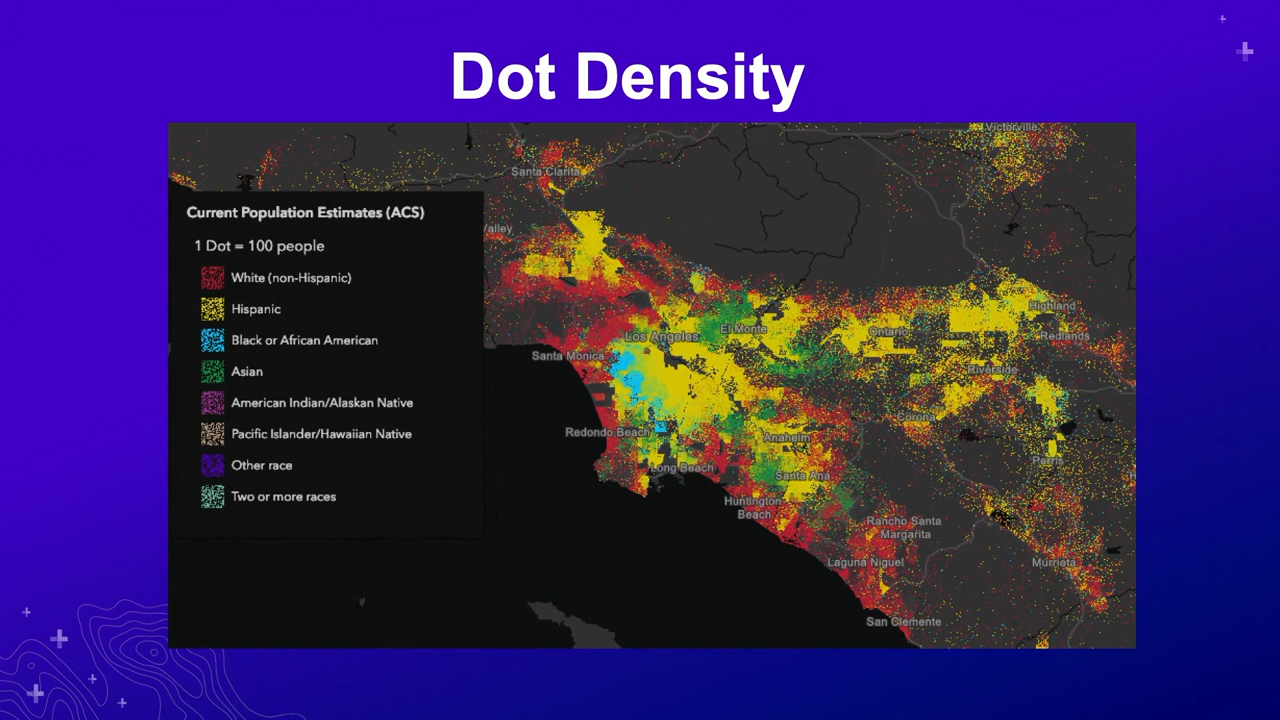 Dot Density
Victorville
Santa Clarita
Current Population Estimates (ACS)
1 Dot = 100 people
White (non-Hispanic)
Hispanic
Black or African American
Asian
American Indian/Alaskan Native
Pacific Islander/Hawaiian Native
Other race
Two or more races
Valley
Highland
Los Angeles
El Monte
Ontario
Redlands
Santa Monica
Riverside
Corona
Redondo Beach
Anaheim
Perris
Long Beach
Santa Ana
Huntington
Beach
Rancho Santa
Margarita
Laguna Niguel
Murrieta
San Clemente